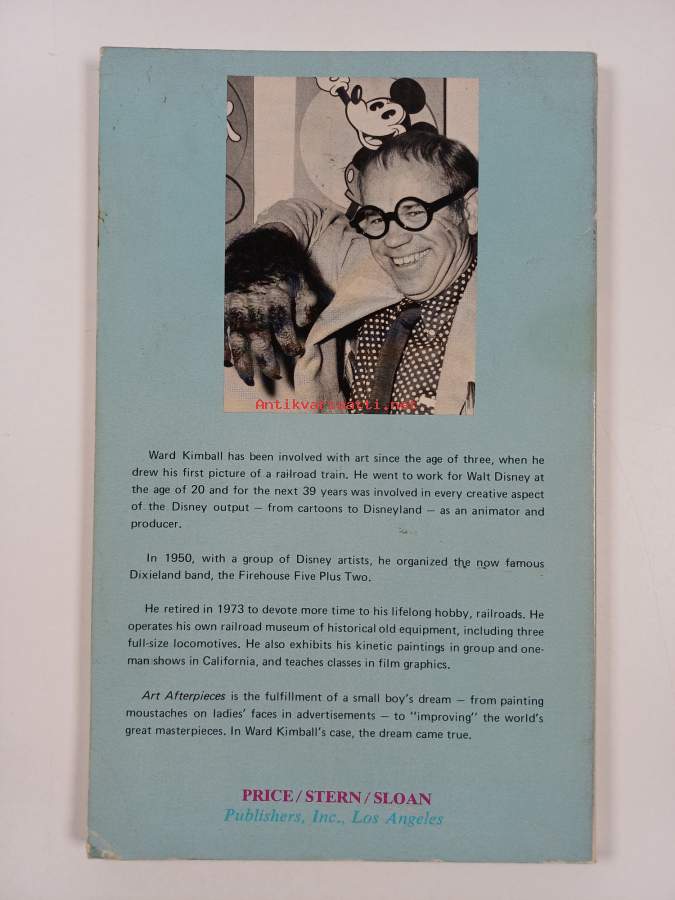 Antikvariaatti.net
Ward Kimball has been involved with art since the age of three, when he
drew his first picture of a railroad train. He went to work for Walt Disney at
the age of 20 and for the next 39 years was involved in every creative aspect
of the Disney output — from cartoons to Disneyland — as an animator and
producer.
In 1950, with a group of Disney artists, he organized the now famous
Dixieland band, the Firehouse Five Plus Two.
He retired in 1973 to devote more time to his lifelong hobby, railroads. He
operates his own railroad museum of historical old equipment, including three
full-size locomotives. He also exhibits his kinetic paintings in group and one-
man shows in California, and teaches classes in film graphics.
Art Afterpieces is the fulfillment of a small boy's dream — from painting
moustaches on ladies' faces in advertisements — to "improving" the world's
great masterpieces. In Ward Kimball's case, the dream came true.
PRICE/STERN/SLOAN
Publishers, Inc., Los Angeles